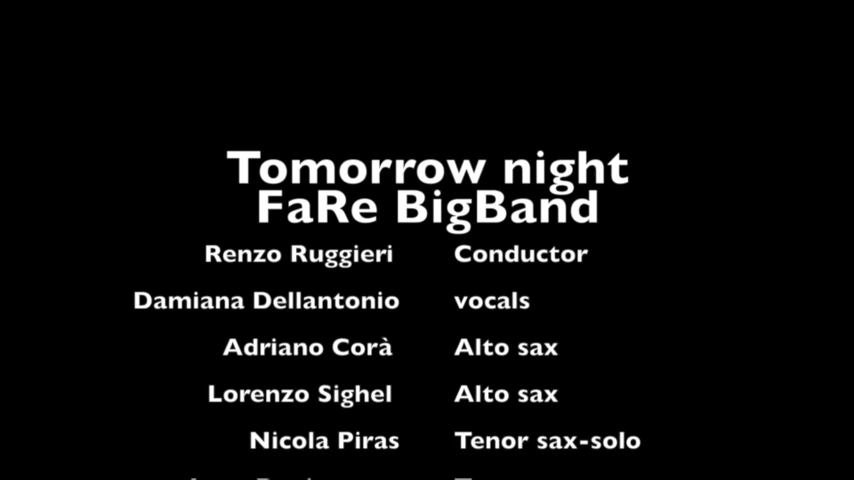 Tomorrow night
FaRe BigBand
Renzo Ruggieri Conductor
Damiana Dellantonio vocals
Adriano Corà Alto sax
Lorenzo Sighel Alto sax
Nicola Piras Tenor sax-solo